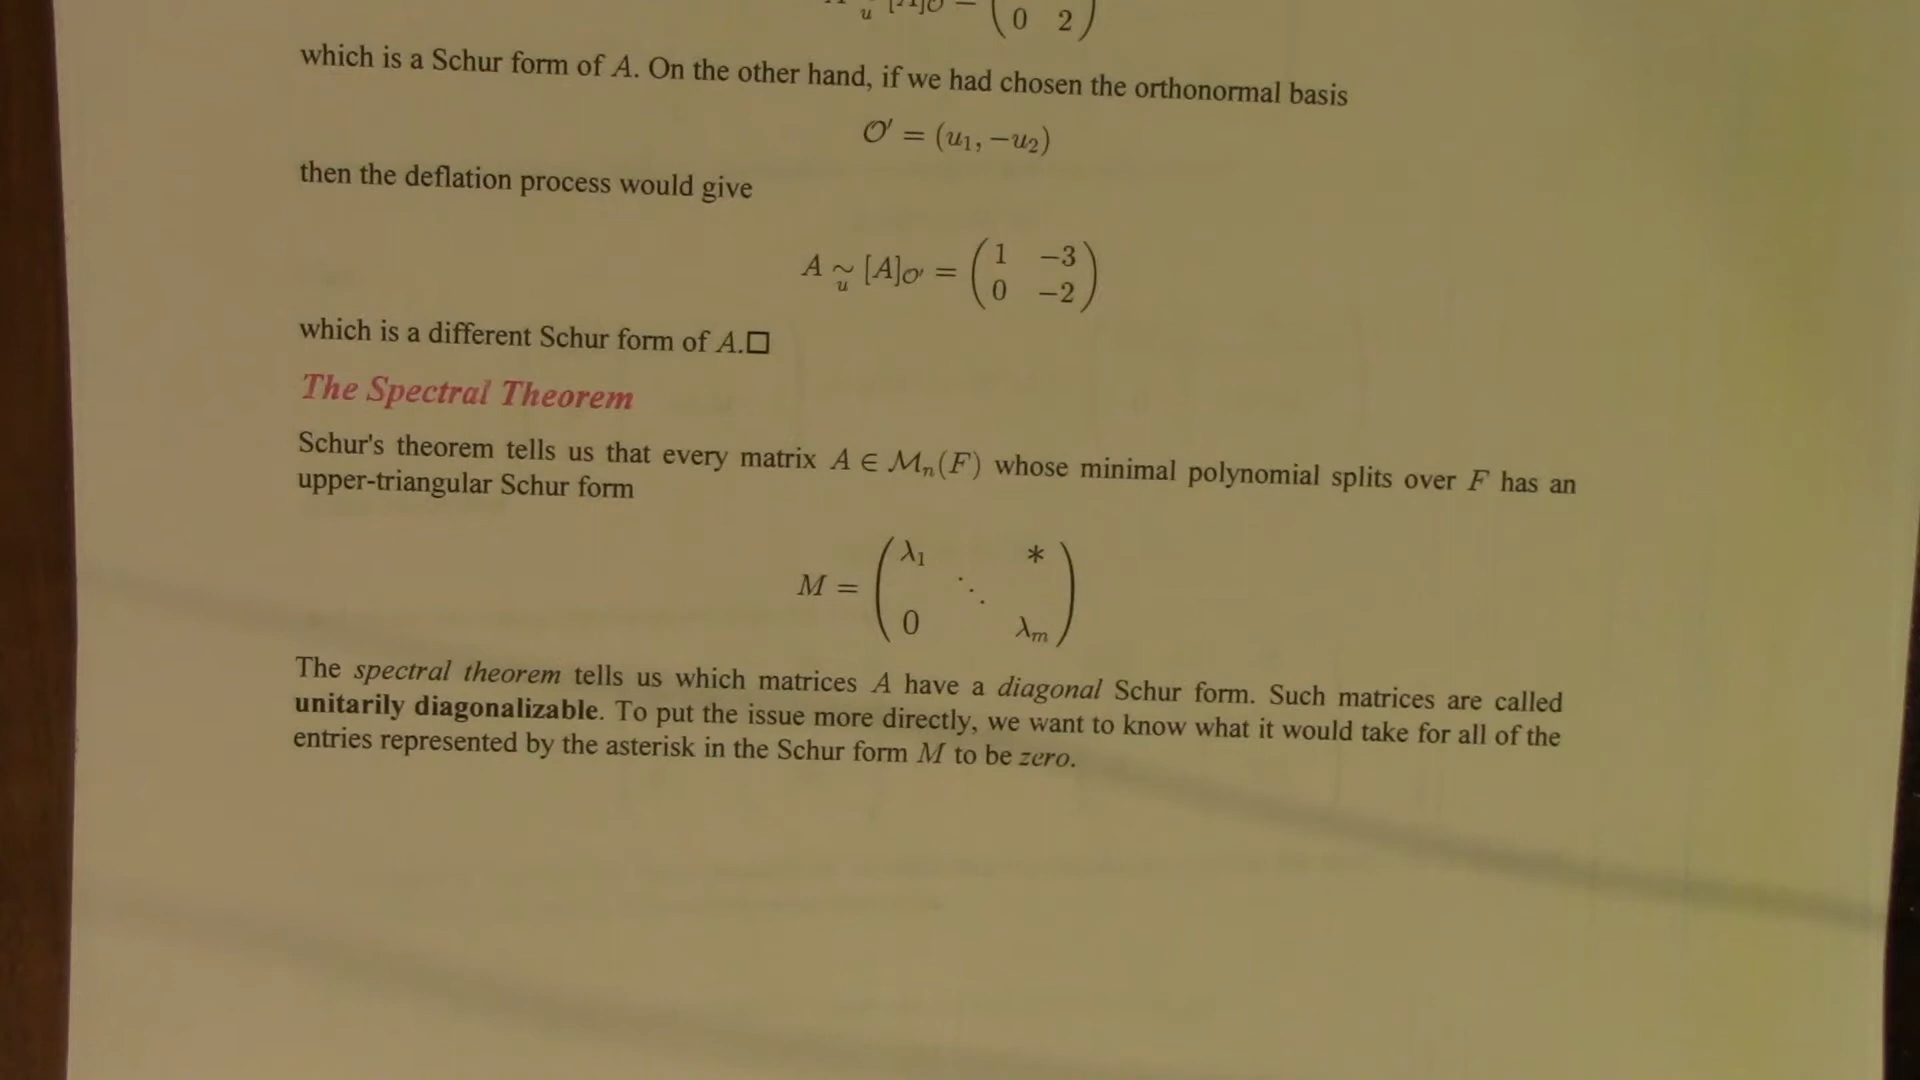 u [A]𝒪 = ( 0 2 )
which is a Schur form of A. On the other hand, if we had chosen the orthonormal basis
𝒪′ = (u₁, −u₂)
then the deflation process would give
A ~ᵤ [A]𝒪′ = ( 1 −3
0 −2 )
which is a different Schur form of A.□
The Spectral Theorem
Schur's theorem tells us that every matrix A ∈ ℳₙ(F) whose minimal polynomial splits over F has an
upper-triangular Schur form
M = ( λ₁ *
⋱
0 λₘ )
The spectral theorem tells us which matrices A have a diagonal Schur form. Such matrices are called
unitarily diagonalizable. To put the issue more directly, we want to know what it would take for all of the
entries represented by the asterisk in the Schur form M to be zero.